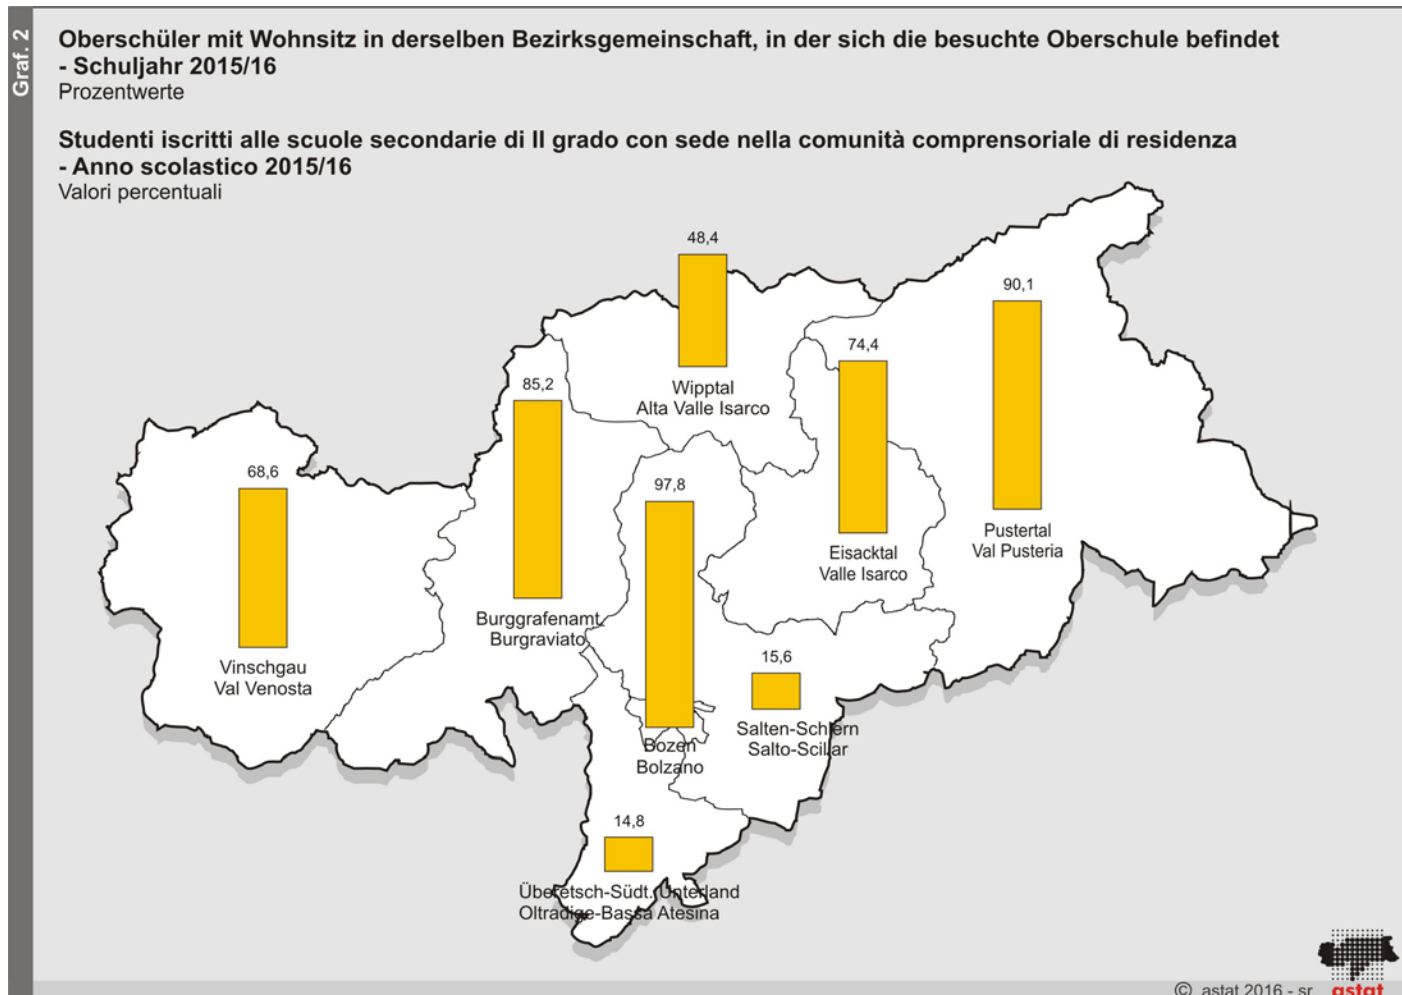 Graf. 2
Oberschüler mit Wohnsitz in derselben Bezirksgemeinschaft, in der sich die besuchte Oberschule befindet
- Schuljahr 2015/16
Prozentwerte
Studenti iscritti alle scuole secondarie di II grado con sede nella comunità comprensoriale di residenza
- Anno scolastico 2015/16
Valori percentuali
48,4
Wipptal
Alta Valle Isarco
90,1
Pustertal
Val Pusteria
74,4
Eisacktal
Valle Isarco
85,2
Burggrafenamt
Burgraviato
68,6
Vinschgau
Val Venosta
97,8
Bozen
Bolzano
15,6
Salten-Schlern
Salto-Sciliar
14,8
Überetsch-Südt. Unterland
Oltradige-Bassa Atesina
© astat 2016 - sr
astat